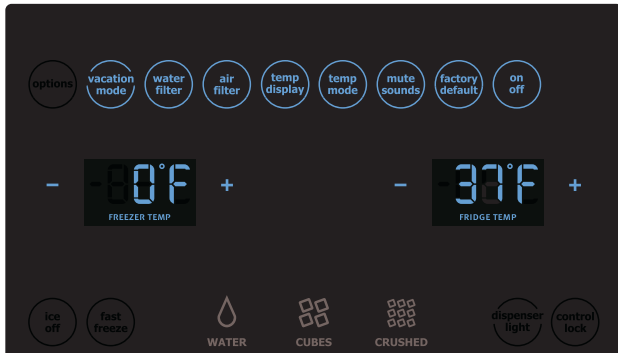 options
vacation
mode
water
filter
air
filter
temp
display
temp
mode
mute
sounds
factory
default
on
off
- 0°F +
FREEZER TEMP
- 37°F +
FRIDGE TEMP
ice
off
fast
freeze
WATER
CUBES
CRUSHED
dispenser
light
control
lock